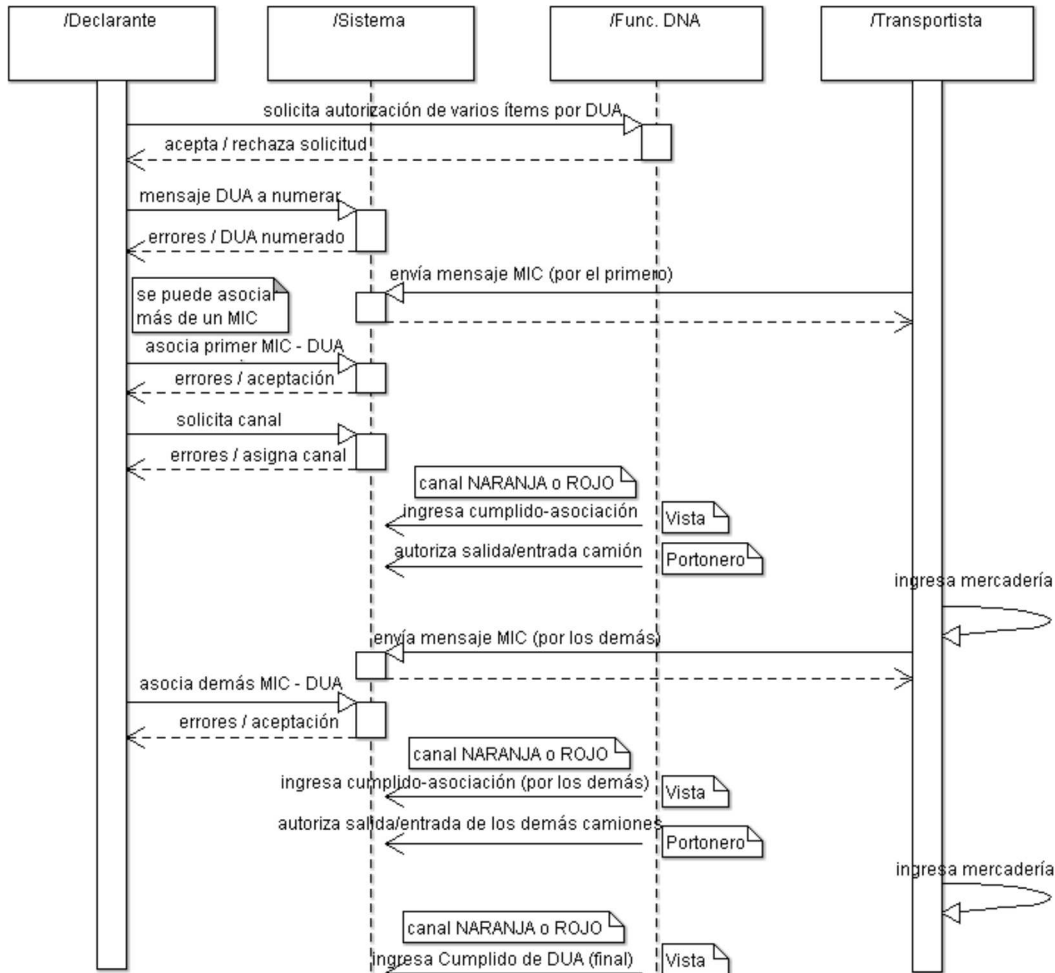 /Declarante
/Sistema
/Func. DNA
/Transportista
solicita autorización de varios ítems por DUA
acepta / rechaza solicitud
mensaje DUA a numerar
errores / DUA numerado
envía mensaje MIC (por el primero)
se puede asociar
más de un MIC
asocia primer MIC - DUA
errores / aceptación
solicita canal
errores / asigna canal
canal NARANJA o ROJO
ingresa cumplido-asociación
Vista
autoriza salida/entrada camión
Portonero
ingresa mercadería
envía mensaje MIC (por los demás)
asocia demás MIC - DUA
errores / aceptación
canal NARANJA o ROJO
ingresa cumplido-asociación (por los demás)
Vista
autoriza salida/entrada de los demás camiones
Portonero
ingresa mercadería
canal NARANJA o ROJO
ingresa Cumplido de DUA (final)
Vista